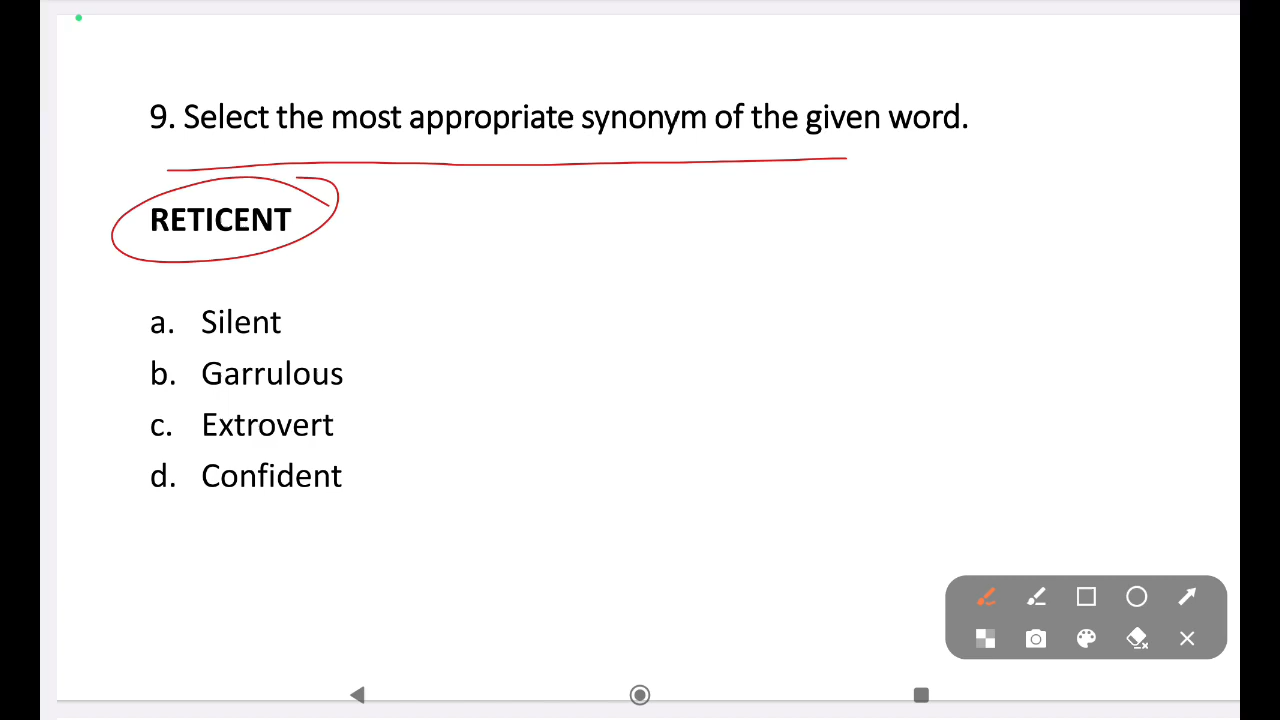 9. Select the most appropriate synonym of the given word.
RETICENT
a. Silent
b. Garrulous
c. Extrovert
d. Confident